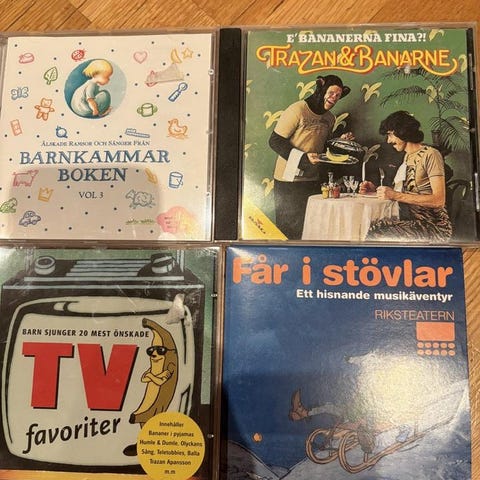 ÄLSKADE RAMSOR OCH SÅNGER FRÅN
BARNKAMMAR
BOKEN
VOL 3
E' BANANERNA FINA?!
TRAZAN & BANARNE
BARN SJUNGER 20 MEST ÖNSKADE
TV
favoriter
Innehåller
Bananer i pyjamas
Humle & Dumle, Olyckans
Sång, Teletubbies, Balla
Trazan Apansson
m.m
Får i stövlar
Ett hisnande musikäventyr
RIKSTEATERN